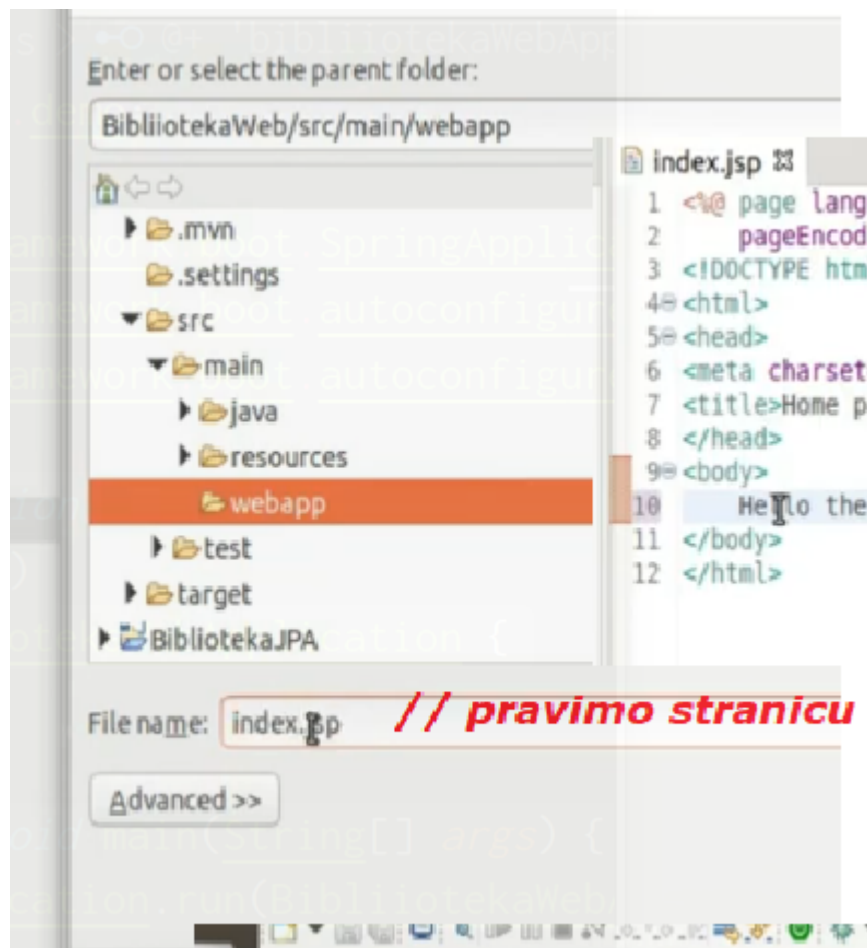 Enter or select the parent folder:
BibliiotekaWeb/src/main/webapp
.mvn
.settings
src
main
java
resources
webapp
test
target
BibliotekaJPA
index.jsp
1 <%@ page lang
2 pageEncod
3 <!DOCTYPE htm
4 <html>
5 <head>
6 <meta charset
7 <title>Home p
8 </head>
9 <body>
10 Hello the
11 </body>
12 </html>
File name: index.jsp // pravimo stranicu
Advanced >>
main(String[] args) {